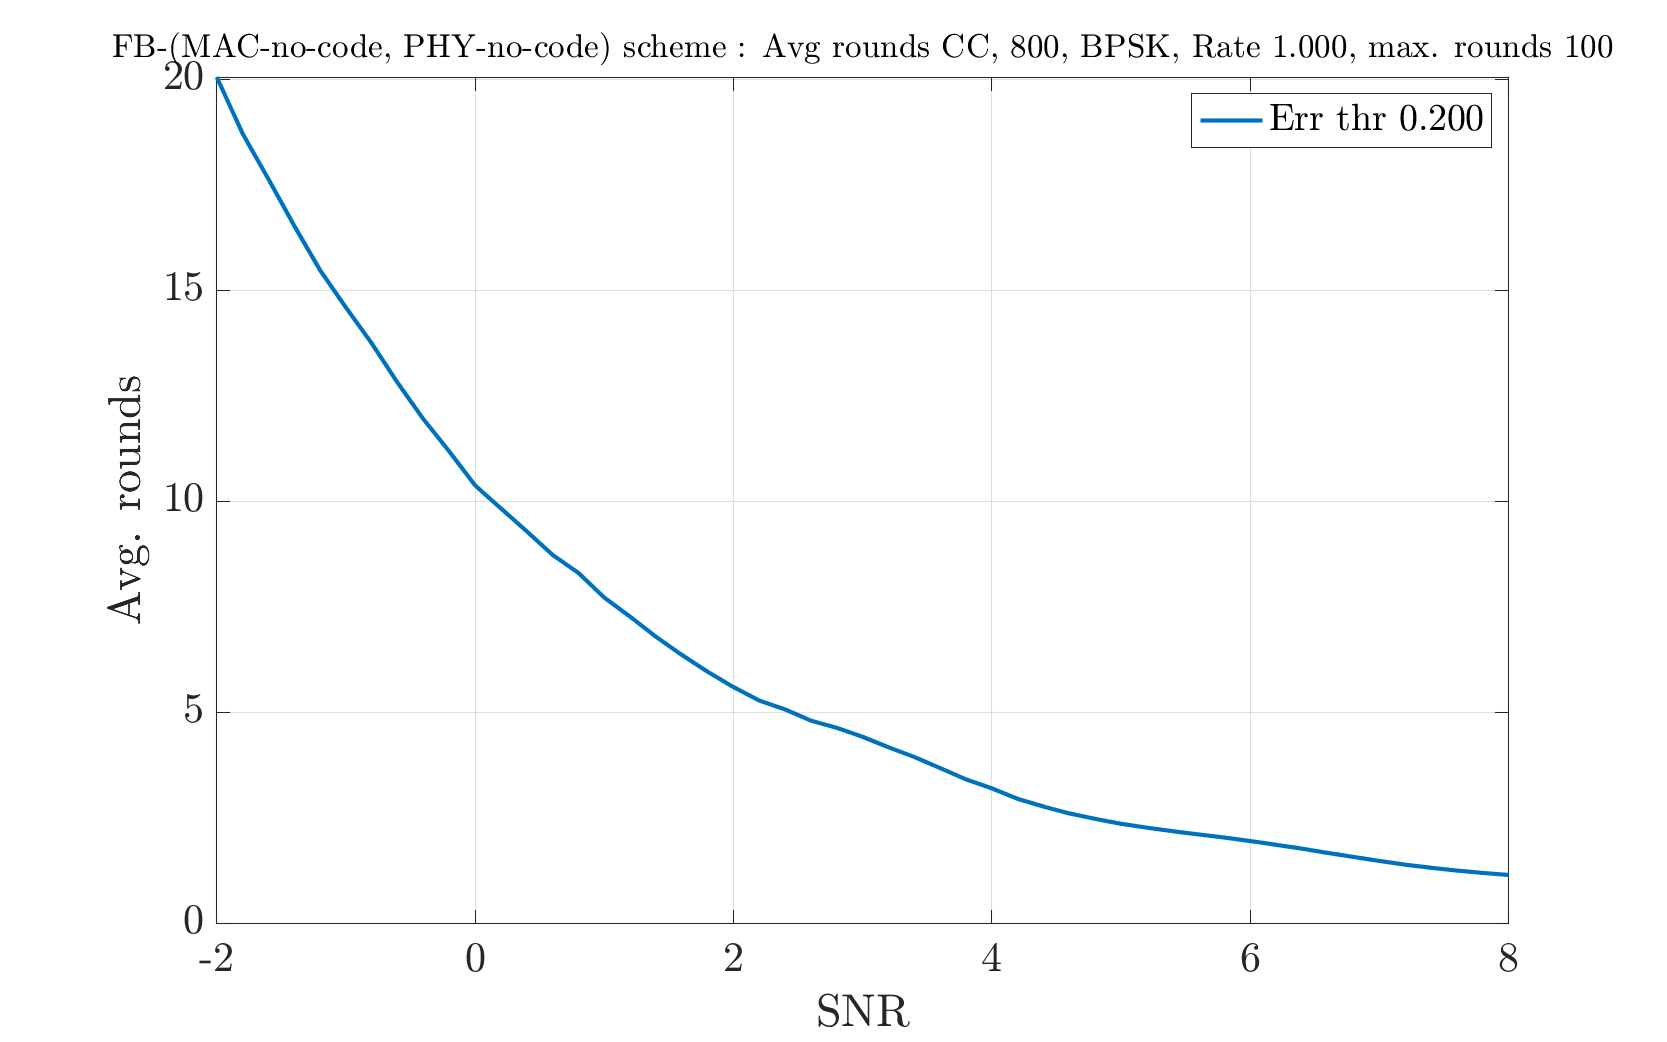 FB-(MAC-no-code, PHY-no-code) scheme : Avg rounds CC, 800, BPSK, Rate 1.000, max. rounds 100
Err thr 0.200
20
15
10
5
0
Avg. rounds
-2 0 2 4 6 8
SNR